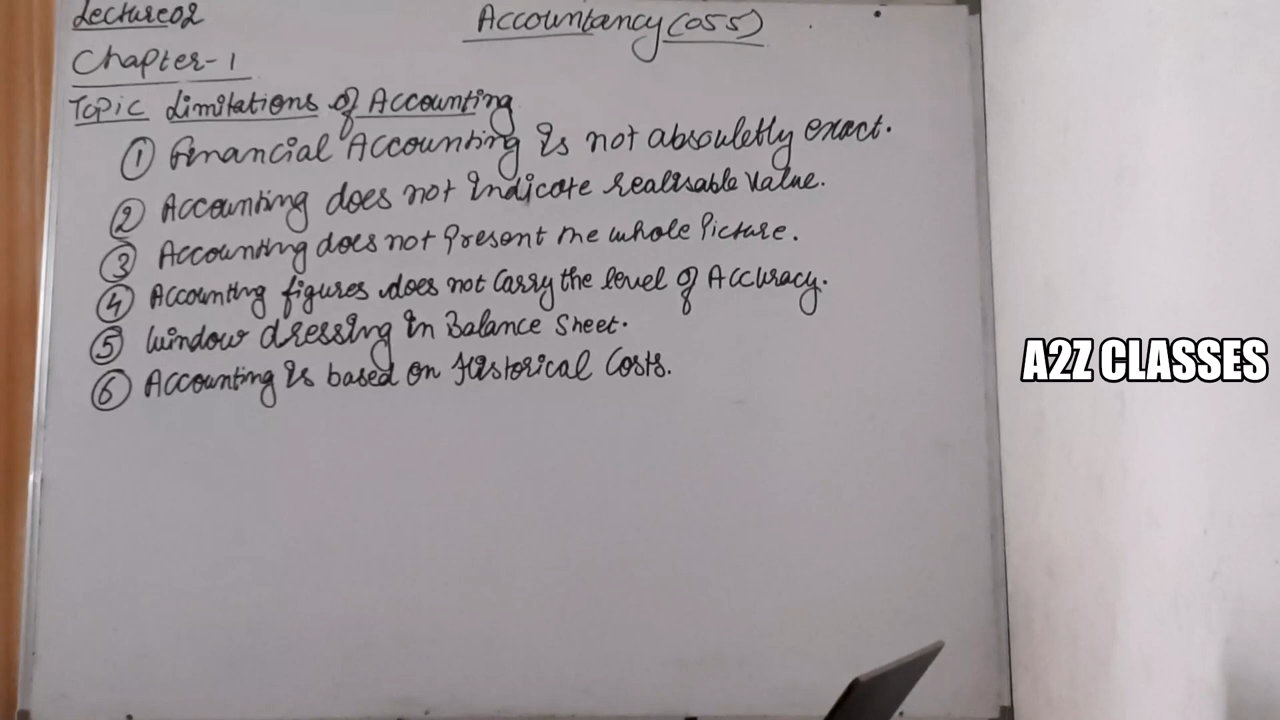 Lecture 02
Accountancy (055)
Chapter-1
Topic Limitations of Accounting
① Financial Accounting is not absouletly exact.
② Accounting does not indicate realisable Value.
③ Accounting does not Present the whole Picture.
④ Accounting figures does not Carry the level of Accuracy.
⑤ Window dressing in Balance Sheet.
⑥ Accounting is based on Historical Costs.
A2Z CLASSES